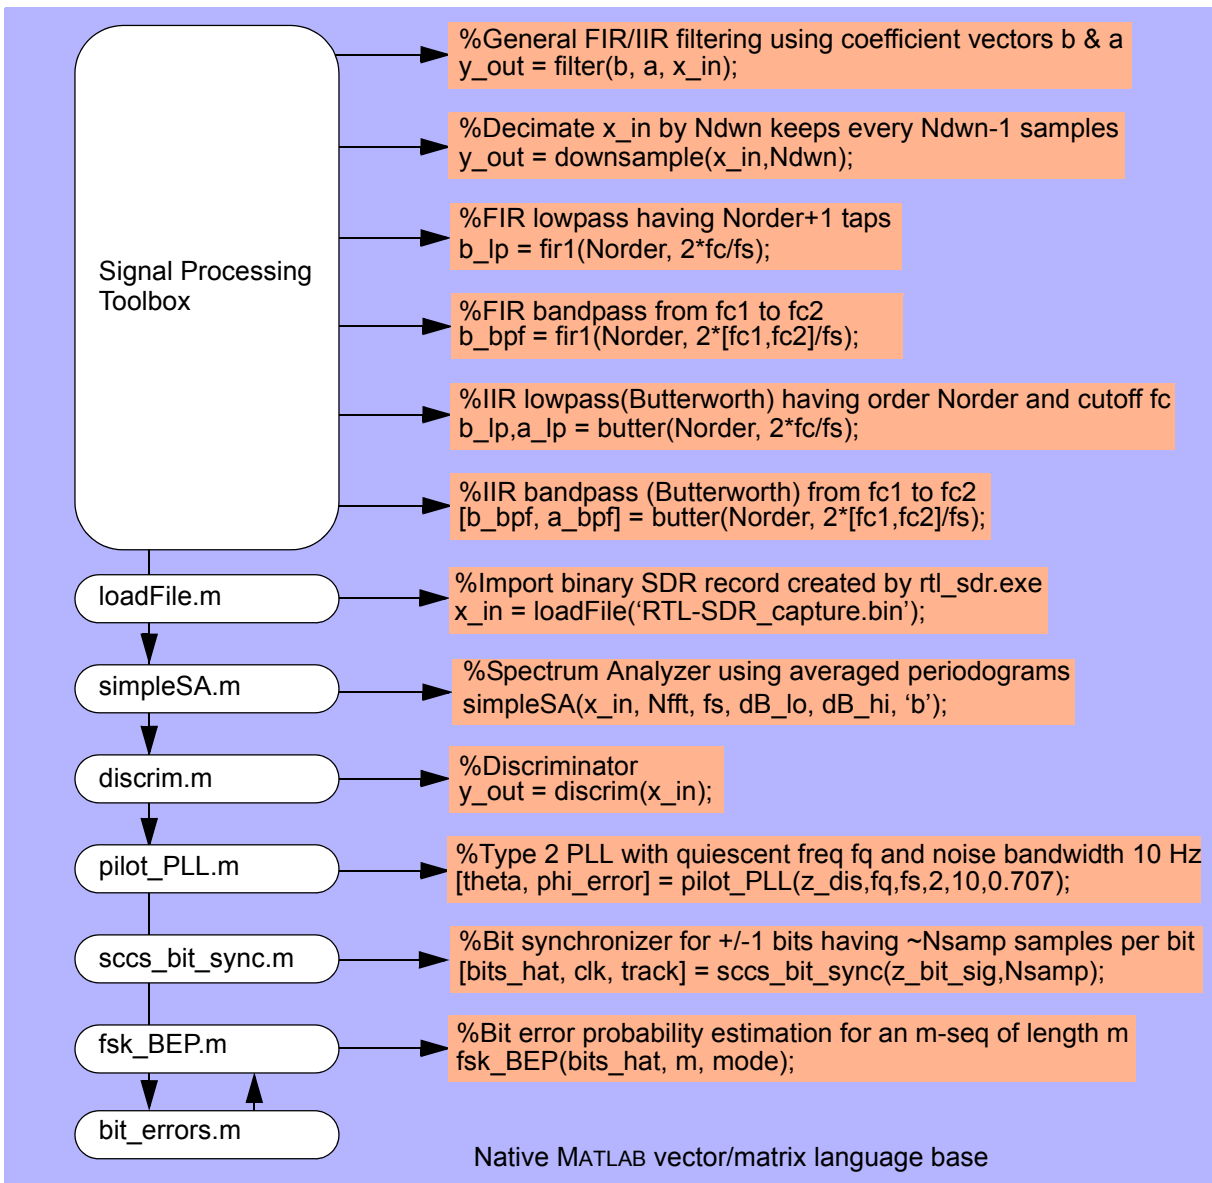 %General FIR/IIR filtering using coefficient vectors b & a
y_out = filter(b, a, x_in);
%Decimate x_in by Ndwn keeps every Ndwn-1 samples
y_out = downsample(x_in,Ndwn);
%FIR lowpass having Norder+1 taps
b_lp = fir1(Norder, 2*fc/fs);
Signal Processing
Toolbox
%FIR bandpass from fc1 to fc2
b_bpf = fir1(Norder, 2*[fc1,fc2]/fs);
%IIR lowpass(Butterworth) having order Norder and cutoff fc
b_lp,a_lp = butter(Norder, 2*fc/fs);
%IIR bandpass (Butterworth) from fc1 to fc2
[b_bpf, a_bpf] = butter(Norder, 2*[fc1,fc2]/fs);
loadFile.m
%Import binary SDR record created by rtl_sdr.exe
x_in = loadFile(‘RTL-SDR_capture.bin’);
simpleSA.m
%Spectrum Analyzer using averaged periodograms
simpleSA(x_in, Nfft, fs, dB_lo, dB_hi, ‘b’);
discrim.m
%Discriminator
y_out = discrim(x_in);
pilot_PLL.m
%Type 2 PLL with quiescent freq fq and noise bandwidth 10 Hz
[theta, phi_error] = pilot_PLL(z_dis,fq,fs,2,10,0.707);
sccs_bit_sync.m
%Bit synchronizer for +/-1 bits having ~Nsamp samples per bit
[bits_hat, clk, track] = sccs_bit_sync(z_bit_sig,Nsamp);
fsk_BEP.m
%Bit error probability estimation for an m-seq of length m
fsk_BEP(bits_hat, m, mode);
bit_errors.m
Native MATLAB vector/matrix language base